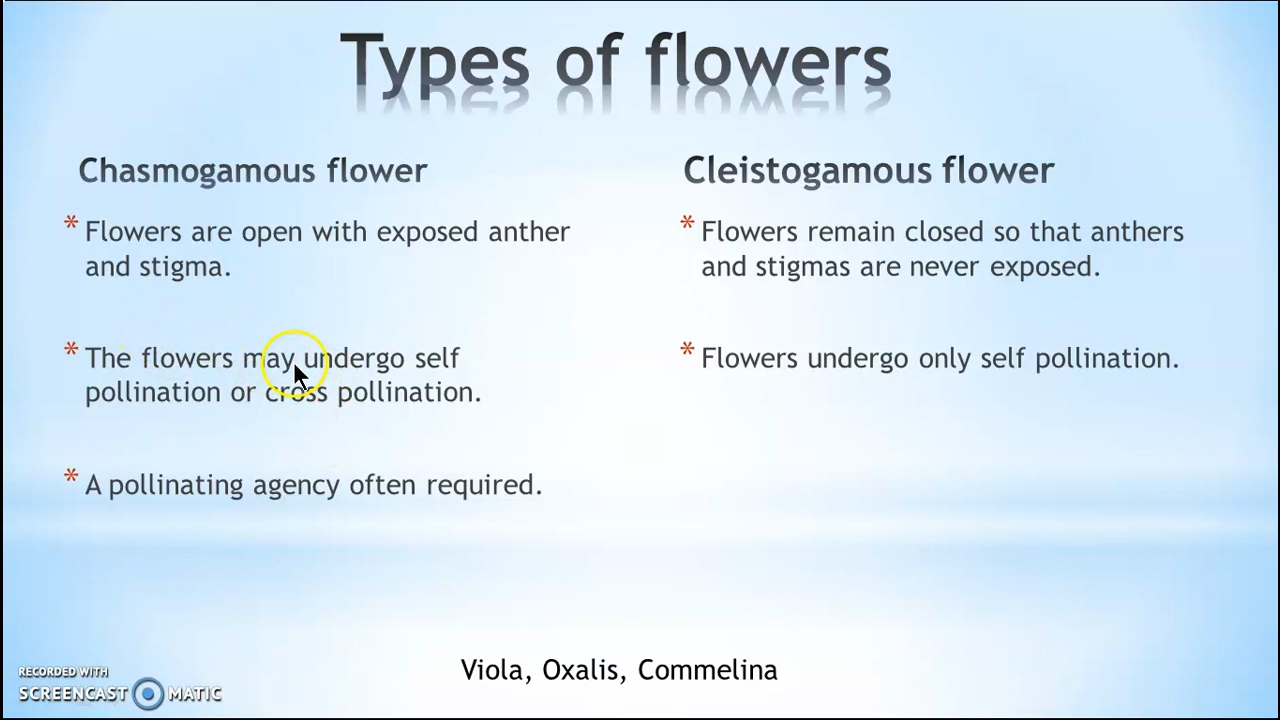 Types of flowers
Chasmogamous flower
* Flowers are open with exposed anther
and stigma.
* The flowers may undergo self
pollination or cross pollination.
* A pollinating agency often required.
Cleistogamous flower
* Flowers remain closed so that anthers
and stigmas are never exposed.
* Flowers undergo only self pollination.
Viola, Oxalis, Commelina
RECORDED WITH
SCREENCAST MATIC